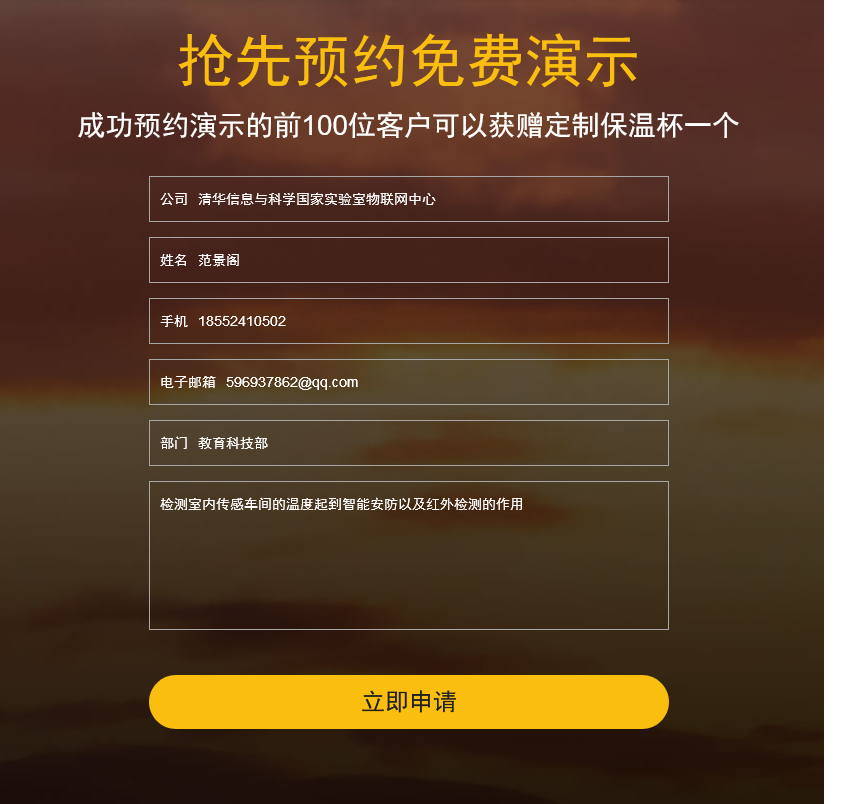 抢先预约免费演示
成功预约演示的前100位客户可以获赠定制保温杯一个
公司 清华信息与科学国家实验室物联网中心
姓名 范景阁
手机 18552410502
电子邮箱 596937862@qq.com
部门 教育科技部
检测室内传感车间的温度起到智能安防以及红外检测的作用
立即申请